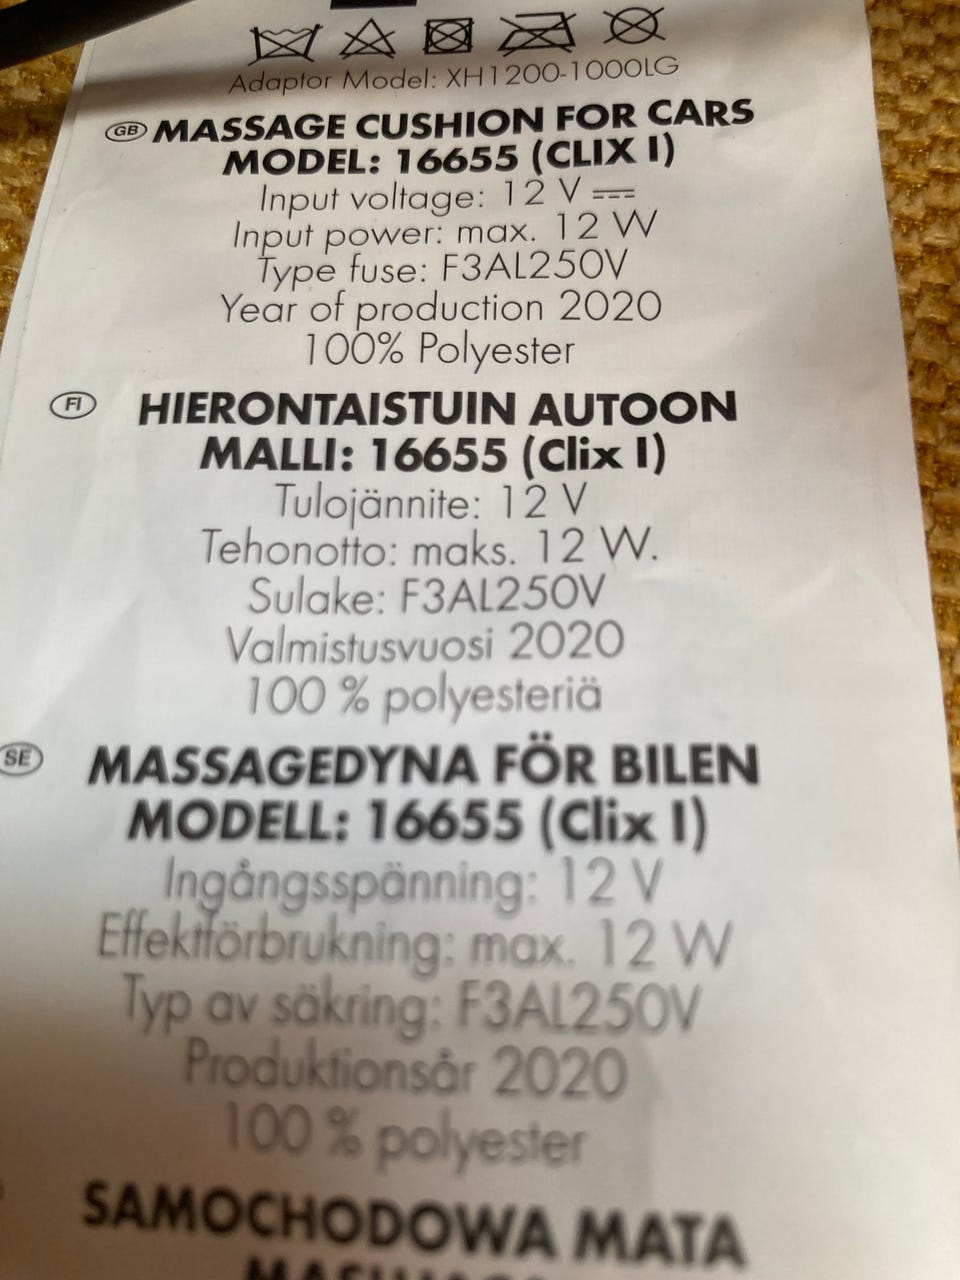 Adaptor Model: XH1200-1000LG
GB MASSAGE CUSHION FOR CARS
MODEL: 16655 (CLIX I)
Input voltage: 12 V ⎓
Input power: max. 12 W
Type fuse: F3AL250V
Year of production 2020
100% Polyester
FI HIERONTAISTUIN AUTOON
MALLI: 16655 (Clix I)
Tulojännite: 12 V
Tehonotto: maks. 12 W.
Sulake: F3AL250V
Valmistusvuosi 2020
100 % polyesteriä
SE MASSAGEDYNA FÖR BILEN
MODELL: 16655 (Clix I)
Ingångsspänning: 12 V
Effektförbrukning: max. 12 W
Typ av säkring: F3AL250V
Produktionsår 2020
100 % polyester
SAMOCHODOWA MATA